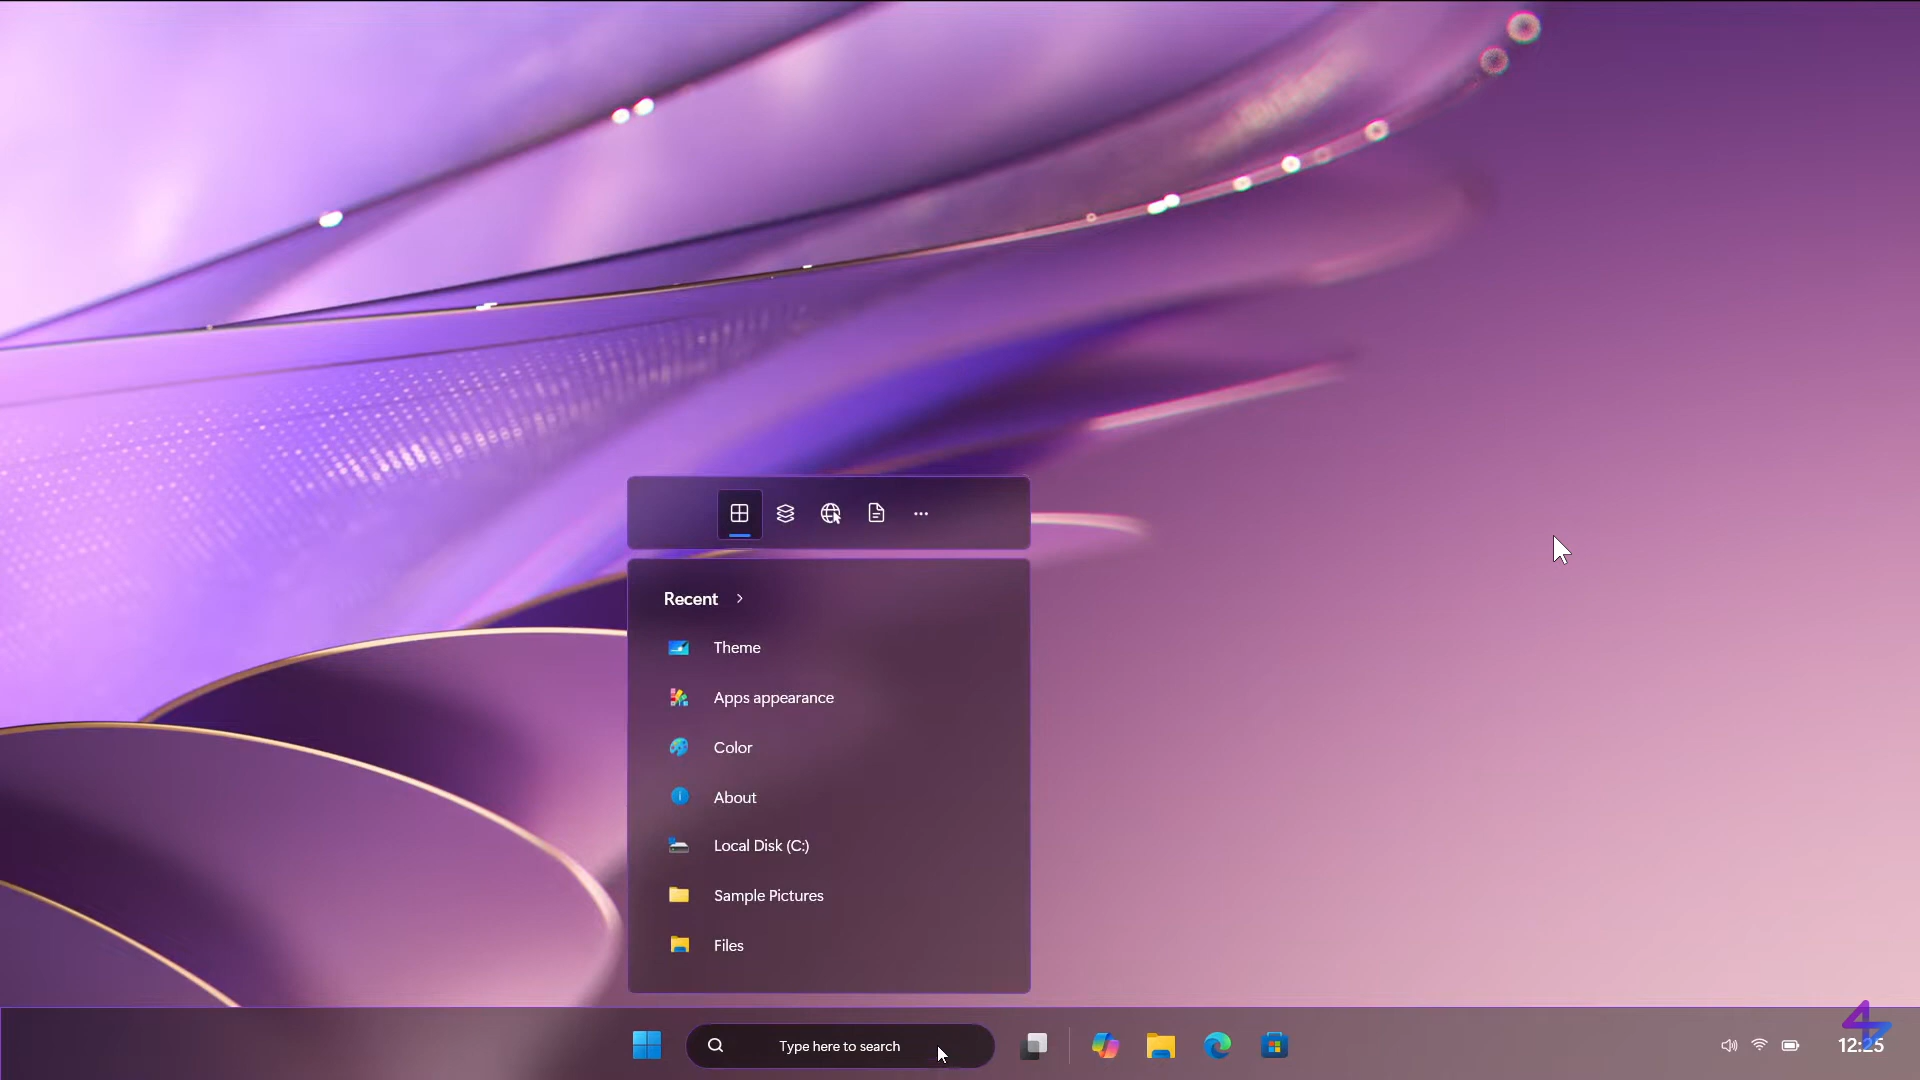 Recent
Theme
Apps appearance
Color
About
Local Disk (C:)
Sample Pictures
Files
Type here to search
12:25